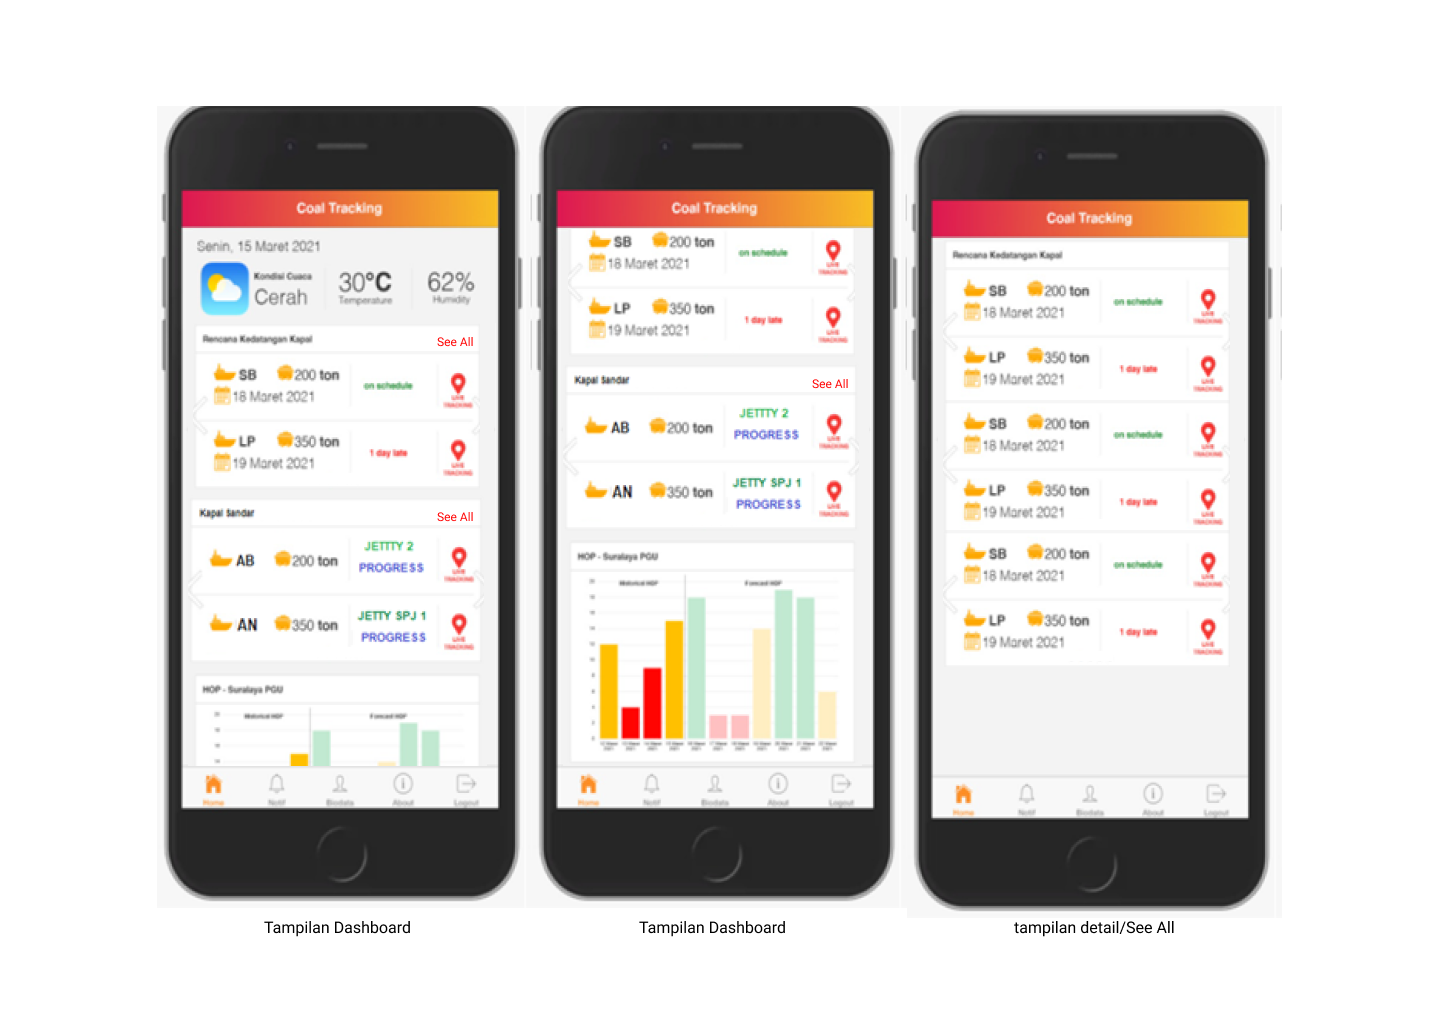 Coal Tracking
Senin, 15 Maret 2021
Kondisi Cuaca
Cerah
30°C
Temperature
62%
Humidity
Rencana Kedatangan Kapal
See All
SB 200 ton
18 Maret 2021
on schedule
LIVE
TRACKING
LP 350 ton
19 Maret 2021
1 day late
LIVE
TRACKING
Kapal Sandar
See All
AB 200 ton
JETTTY 2
PROGRESS
LIVE
TRACKING
AN 350 ton
JETTY SPJ 1
PROGRESS
LIVE
TRACKING
HOP - Suralaya PGU
Historical HOP
Forecast HOP
Home Notif Biodata About Logout
Tampilan Dashboard
Coal Tracking
SB 200 ton
18 Maret 2021
on schedule
LIVE
TRACKING
LP 350 ton
19 Maret 2021
1 day late
LIVE
TRACKING
Kapal Sandar
See All
AB 200 ton
JETTTY 2
PROGRESS
LIVE
TRACKING
AN 350 ton
JETTY SPJ 1
PROGRESS
LIVE
TRACKING
HOP - Suralaya PGU
Historical HOP
Forecast HOP
Home Notif Biodata About Logout
Tampilan Dashboard
Coal Tracking
Rencana Kedatangan Kapal
SB 200 ton
18 Maret 2021
on schedule
LIVE
TRACKING
LP 350 ton
19 Maret 2021
1 day late
LIVE
TRACKING
SB 200 ton
18 Maret 2021
on schedule
LIVE
TRACKING
LP 350 ton
19 Maret 2021
1 day late
LIVE
TRACKING
SB 200 ton
18 Maret 2021
on schedule
LIVE
TRACKING
LP 350 ton
19 Maret 2021
1 day late
LIVE
TRACKING
Home Notif Biodata About Logout
tampilan detail/See All